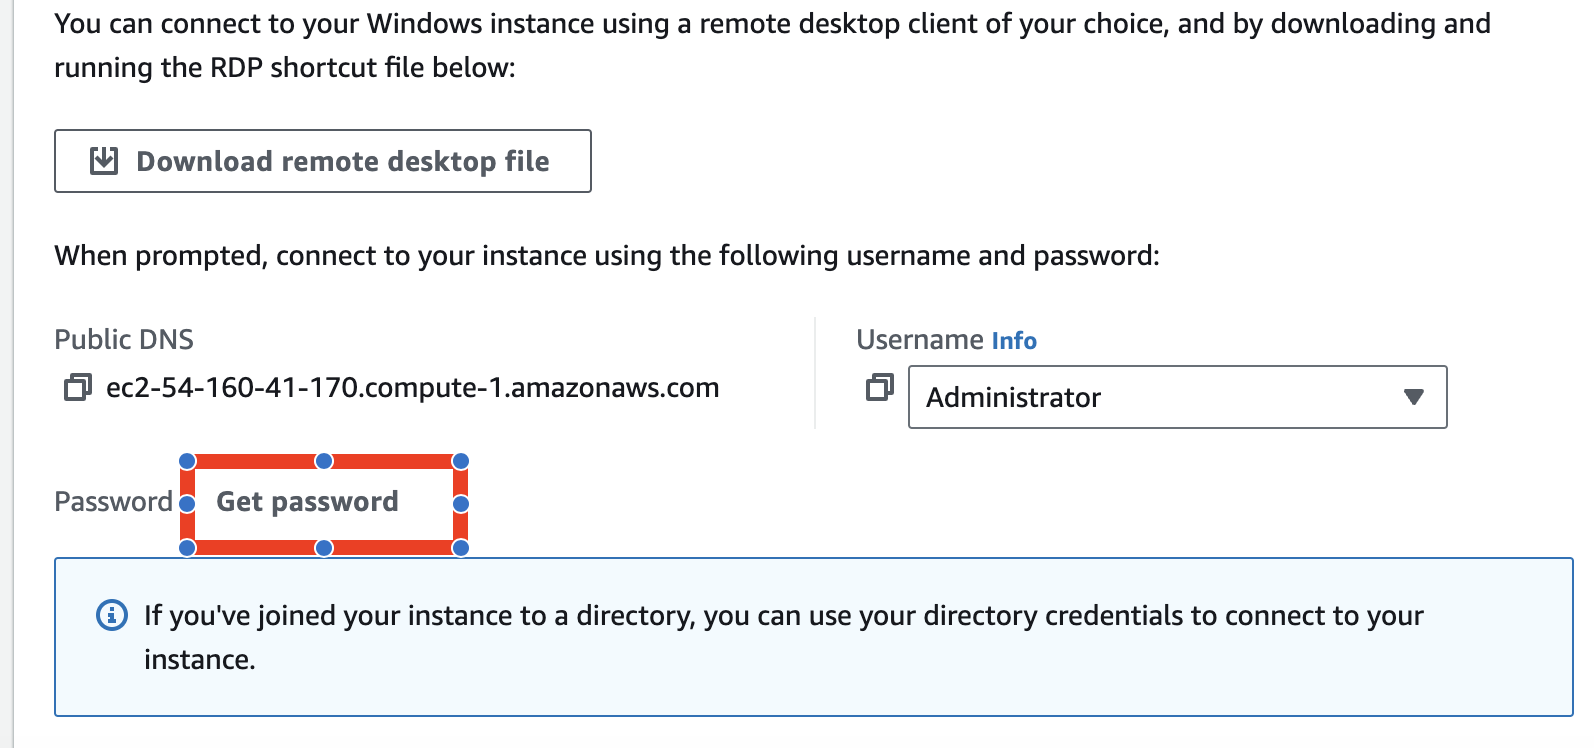 You can connect to your Windows instance using a remote desktop client of your choice, and by downloading and
running the RDP shortcut file below:
Download remote desktop file
When prompted, connect to your instance using the following username and password:
Public DNS
ec2-54-160-41-170.compute-1.amazonaws.com
Username Info
Administrator
Password Get password
If you've joined your instance to a directory, you can use your directory credentials to connect to your
instance.